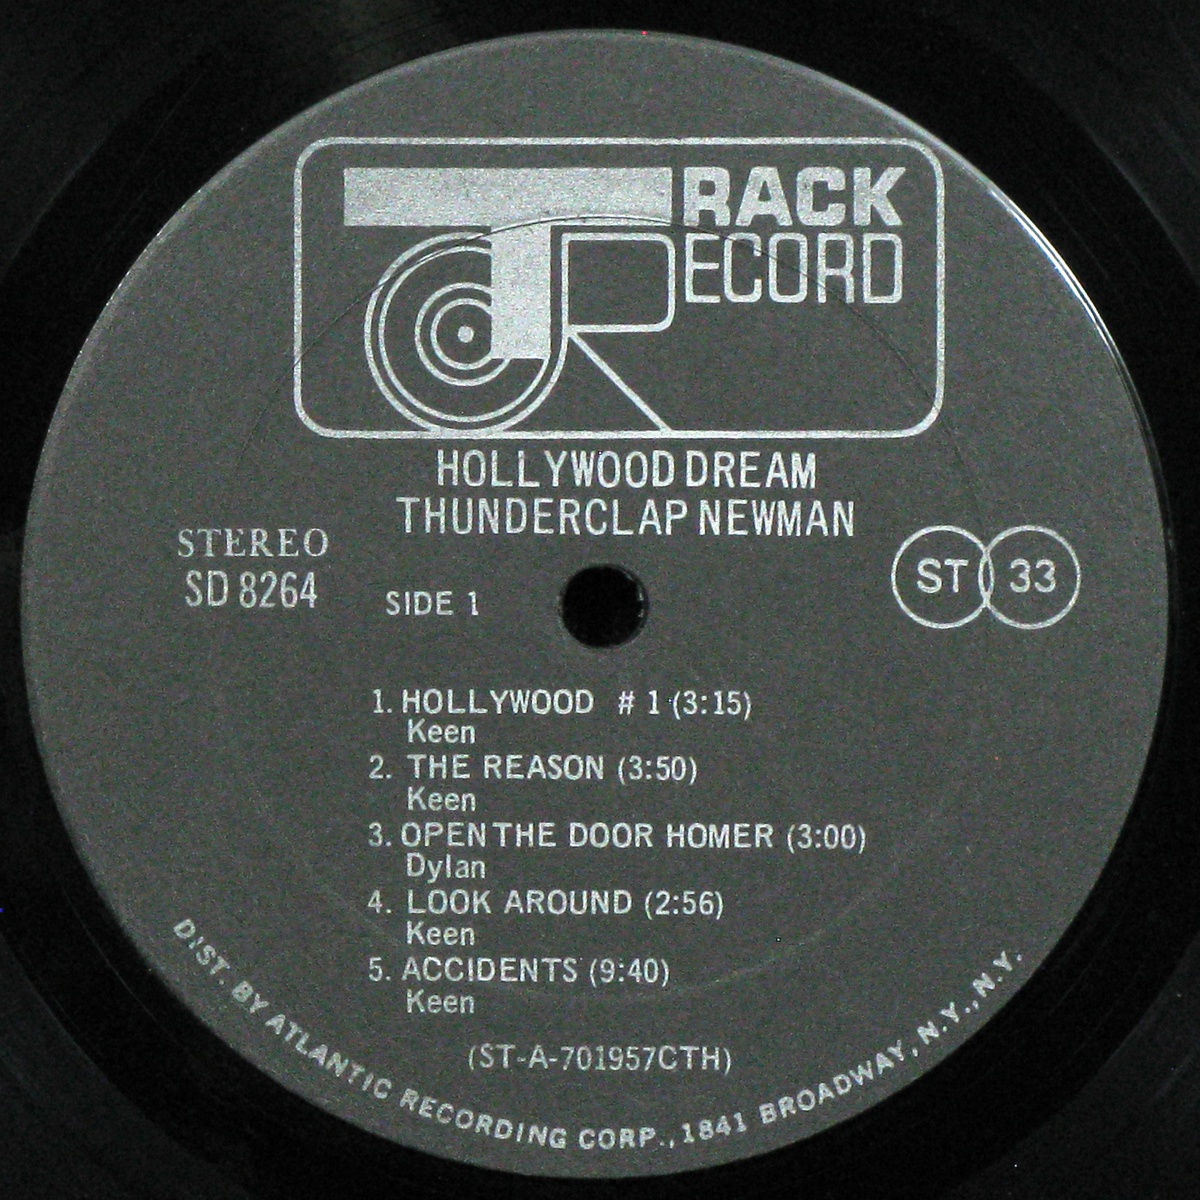 TRACK
RECORD
HOLLYWOOD DREAM
THUNDERCLAP NEWMAN
STEREO
SD 8264
SIDE 1
ST 33
1. HOLLYWOOD # 1 (3:15)
Keen
2. THE REASON (3:50)
Keen
3. OPEN THE DOOR HOMER (3:00)
Dylan
4. LOOK AROUND (2:56)
Keen
5. ACCIDENTS (9:40)
Keen
(ST-A-701957CTH)
DIST. BY ATLANTIC RECORDING CORP., 1841 BROADWAY, N.Y., N.Y.